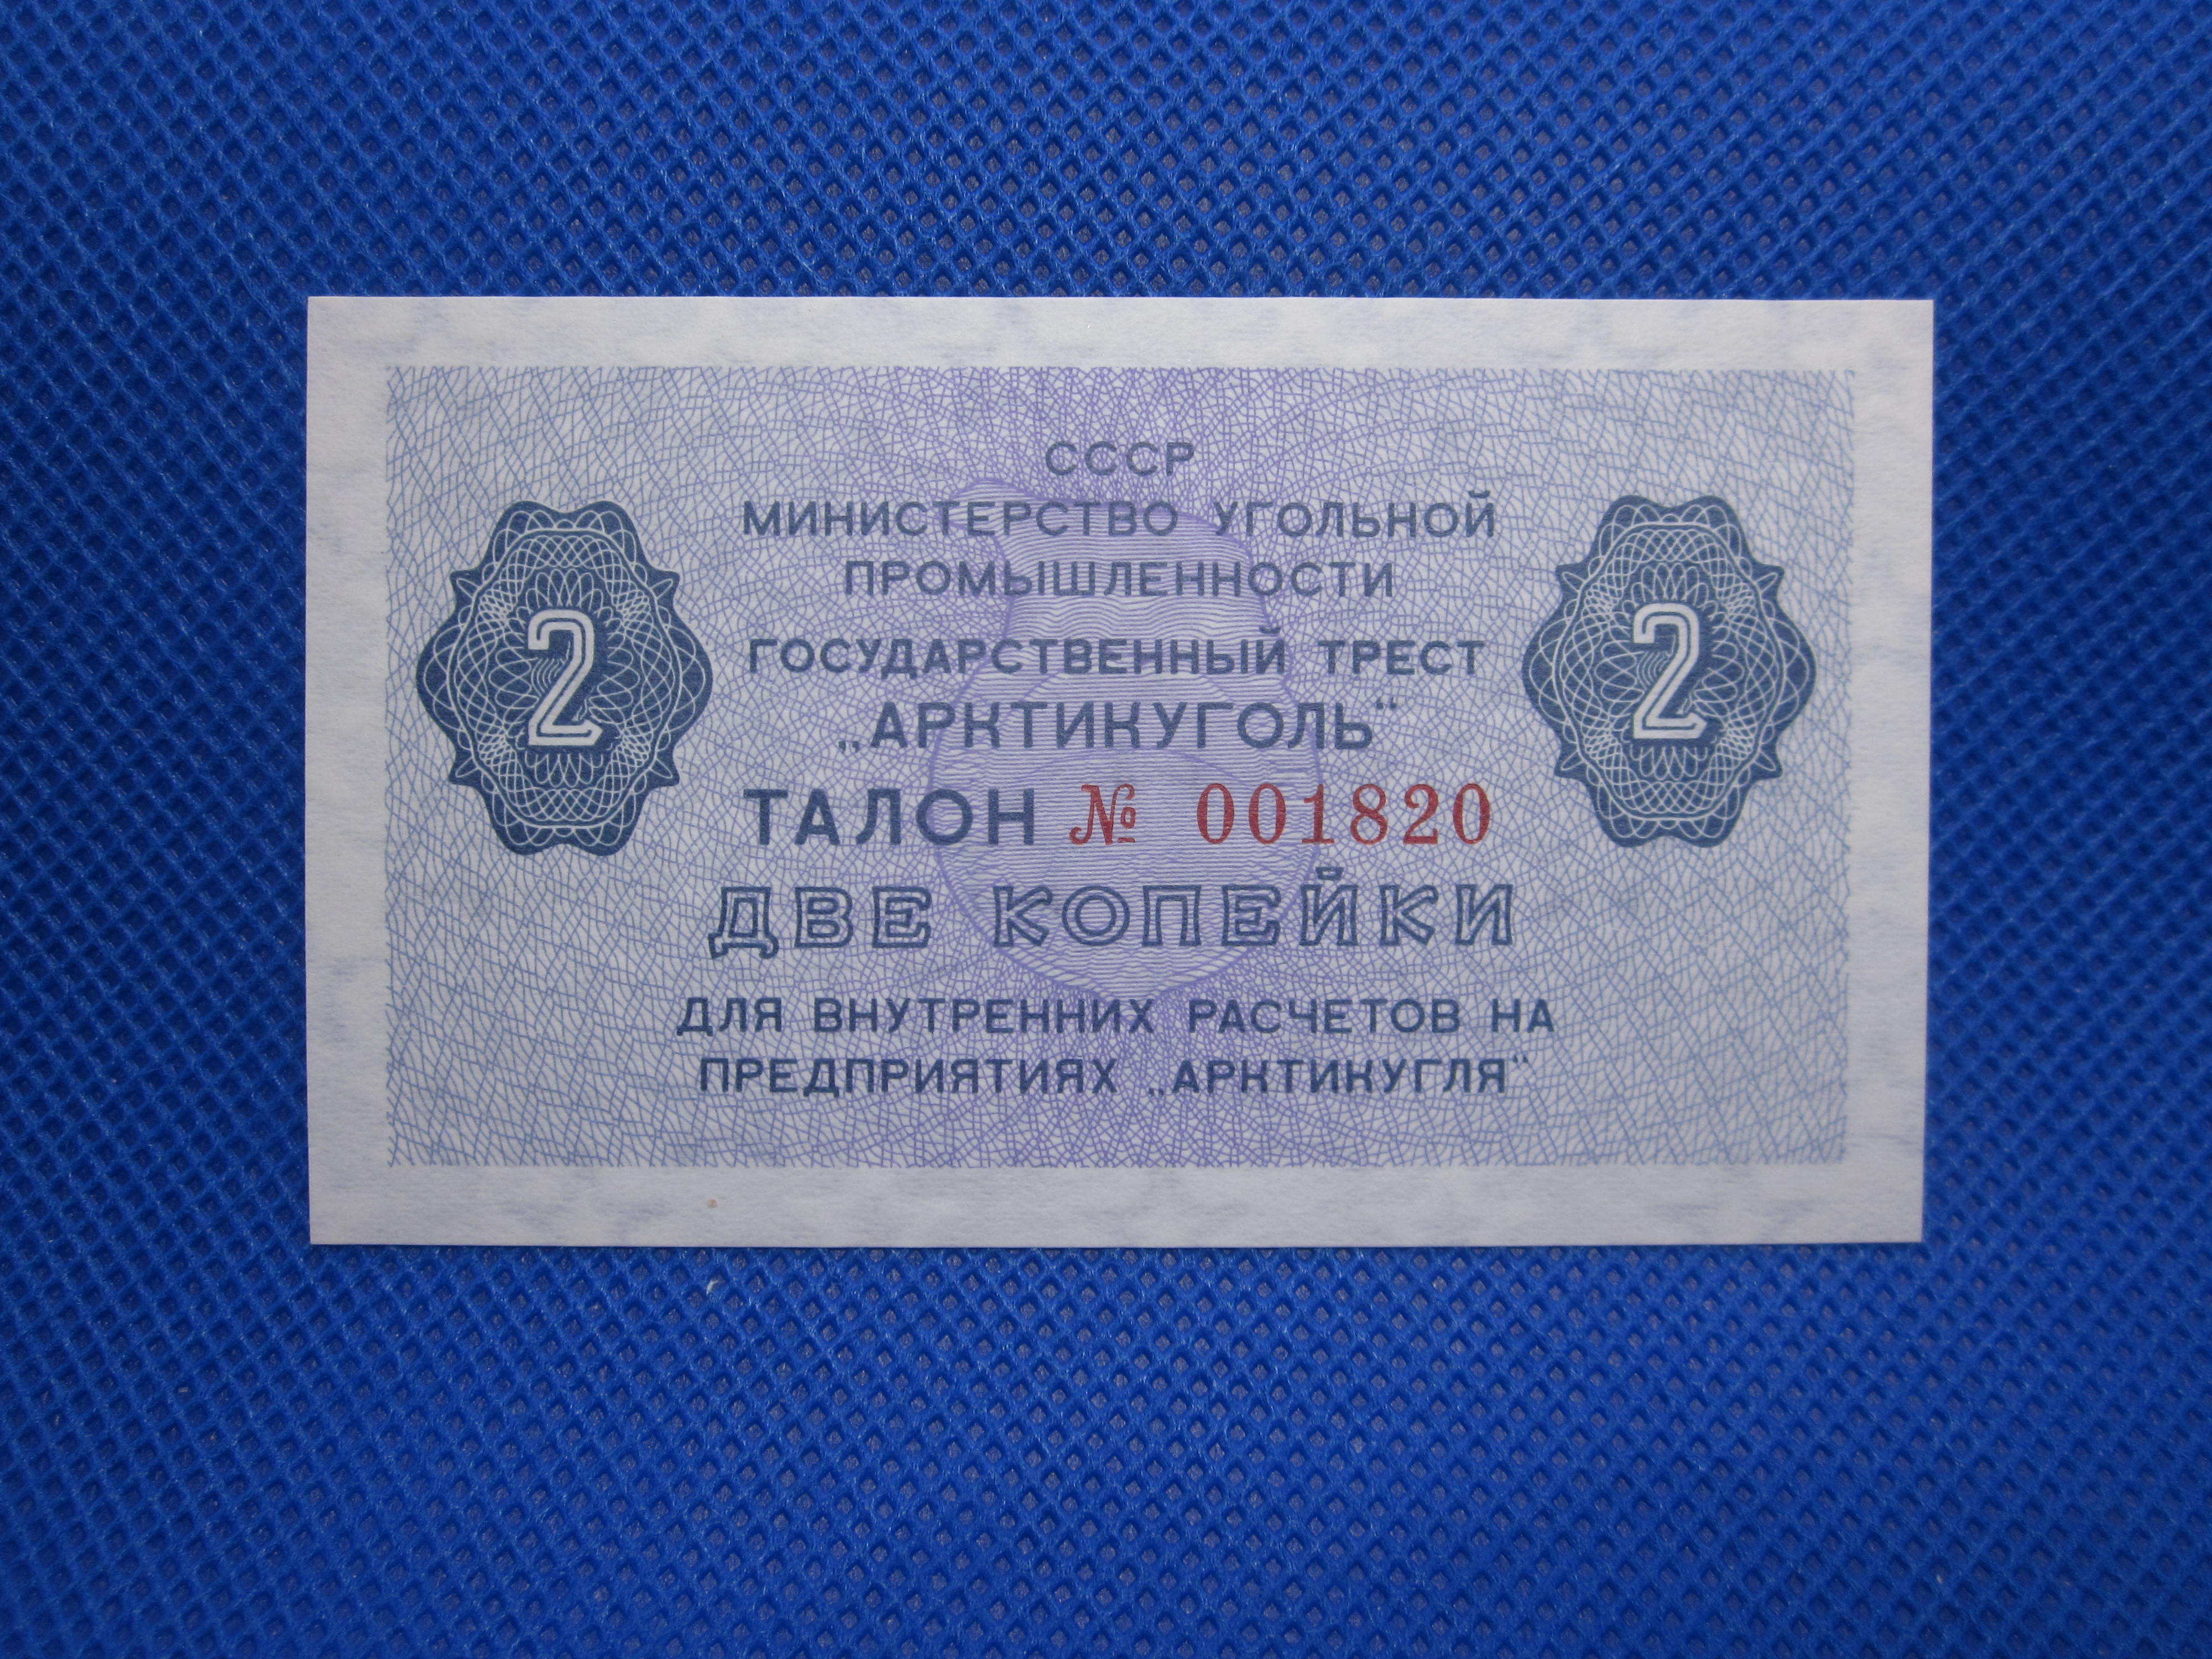 СССР
МИНИСТЕРСТВО УГОЛЬНОЙ
ПРОМЫШЛЕННОСТИ
ГОСУДАРСТВЕННЫЙ ТРЕСТ
„АРКТИКУГОЛЬ“
2
2
ТАЛОН № 001820
ДВЕ КОПЕЙКИ
ДЛЯ ВНУТРЕННИХ РАСЧЕТОВ НА
ПРЕДПРИЯТИЯХ „АРКТИКУГЛЯ“